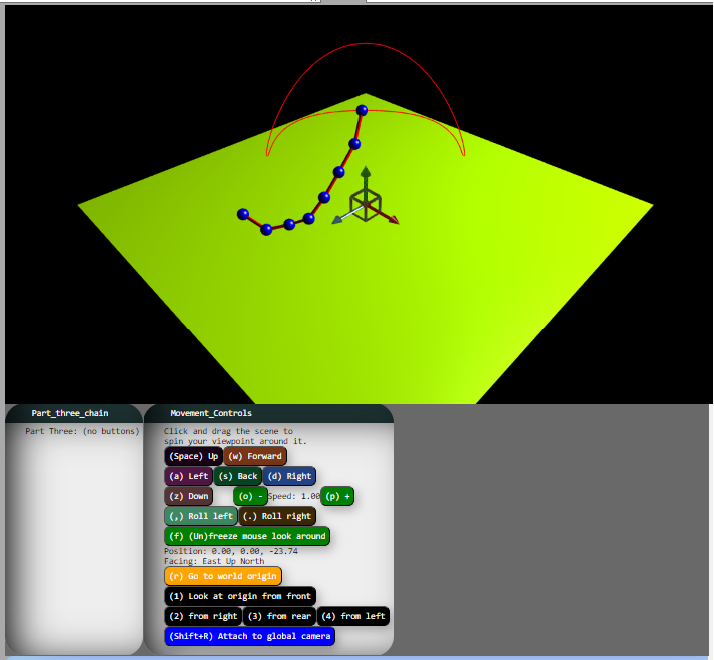 Part_three_chain
Part Three: (no buttons)
Movement_Controls
Click and drag the scene to
spin your viewpoint around it.
(Space) Up (w) Forward
(a) Left (s) Back (d) Right
(z) Down (o) - Speed: 1.00 (p) +
(,) Roll left (.) Roll right
(f) (Un)freeze mouse look around
Position: 0.00, 0.00, -23.74
Facing: East Up North
(r) Go to world origin
(1) Look at origin from front
(2) from right (3) from rear (4) from left
(Shift+R) Attach to global camera